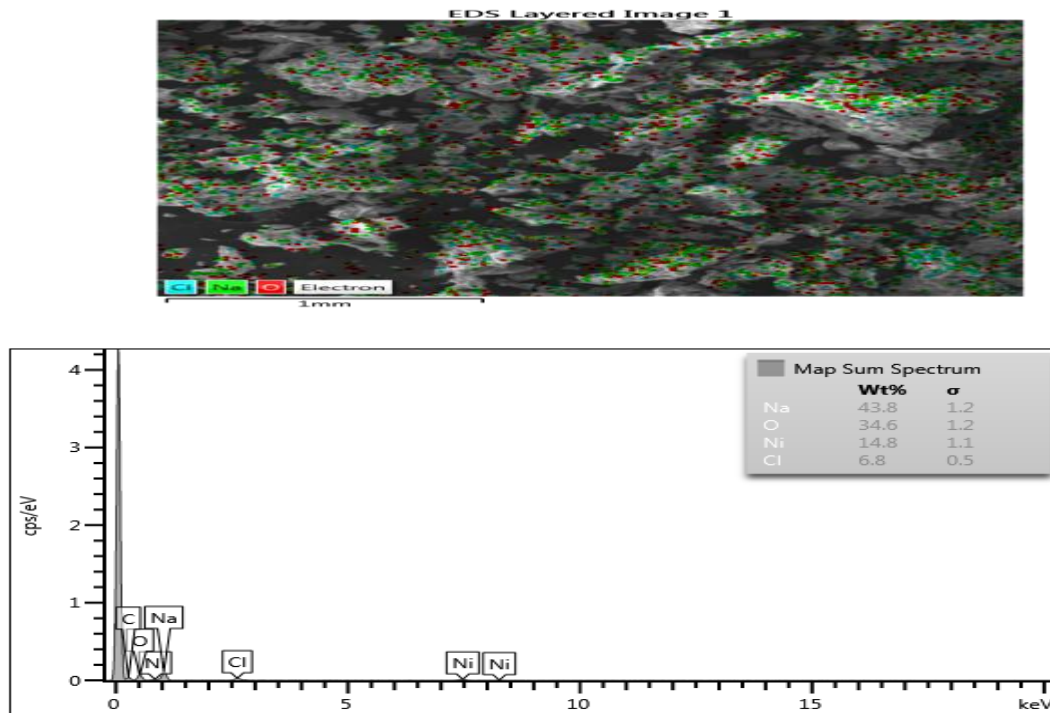 EDS Layered Image 1
Cl Na O Electron
1mm
Map Sum Spectrum
Wt% σ
Na 43.8 1.2
O 34.6 1.2
Ni 14.8 1.1
Cl 6.8 0.5
cps/eV
4
3
2
1
0
C Na
O
Ni Cl Ni Ni
0 5 10 15 keV